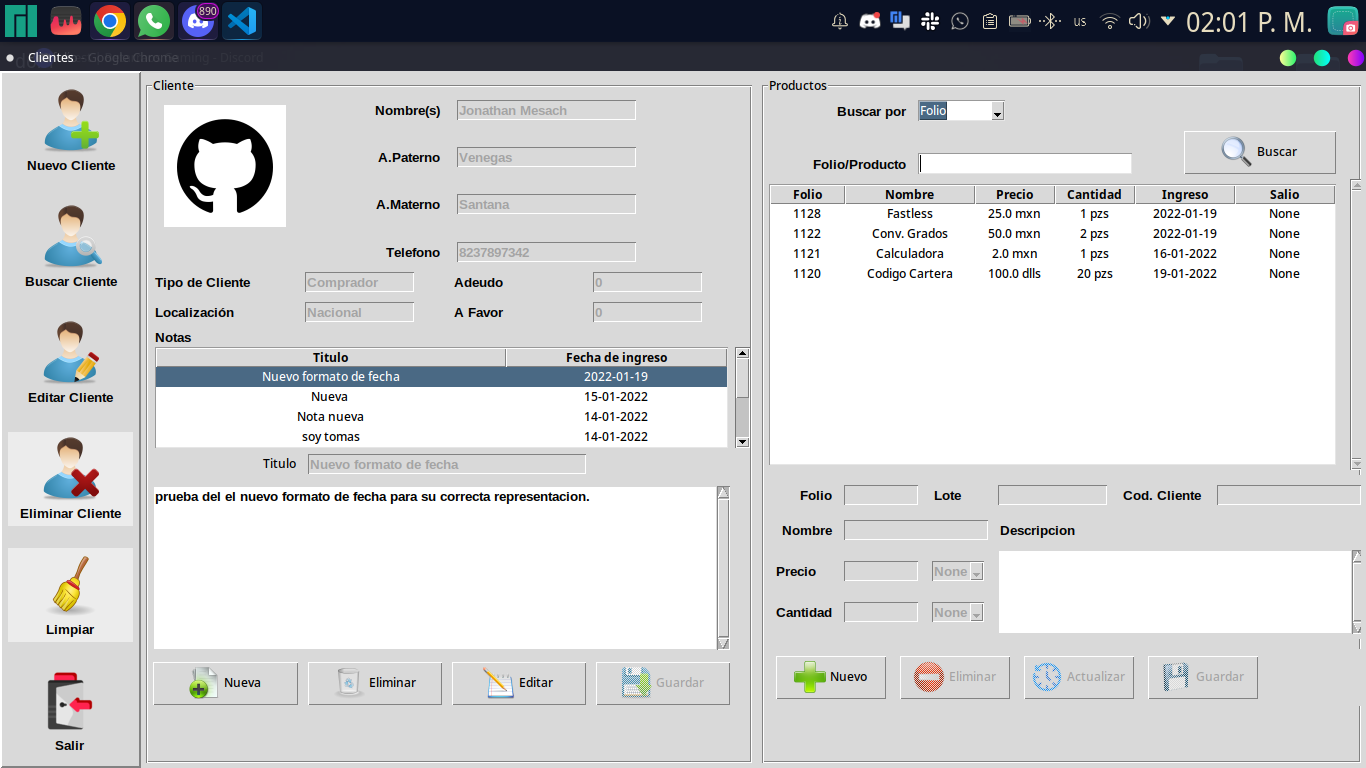 890
us
02:01 P. M.
Clientes - Google Chrome - Discord
Nuevo Cliente
Buscar Cliente
Editar Cliente
Eliminar Cliente
Limpiar
Salir
Cliente
Nombre(s) Jonathan Mesach
A.Paterno Venegas
A.Materno Santana
Telefono 8237897342
Tipo de Cliente Comprador Adeudo 0
Localización Nacional A Favor 0
Notas
Titulo Fecha de ingreso
Nuevo formato de fecha 2022-01-19
Nueva 15-01-2022
Nota nueva 14-01-2022
soy tomas 14-01-2022
Titulo Nuevo formato de fecha
prueba del el nuevo formato de fecha para su correcta representacion.
Nueva Eliminar Editar Guardar
Productos
Buscar por Folio
Folio/Producto
Buscar
Folio Nombre Precio Cantidad Ingreso Salio
1128 Fastless 25.0 mxn 1 pzs 2022-01-19 None
1122 Conv. Grados 50.0 mxn 2 pzs 2022-01-19 None
1121 Calculadora 2.0 mxn 1 pzs 16-01-2022 None
1120 Codigo Cartera 100.0 dlls 20 pzs 19-01-2022 None
Folio Lote Cod. Cliente
Nombre Descripcion
Precio None
Cantidad None
Nuevo Eliminar Actualizar Guardar